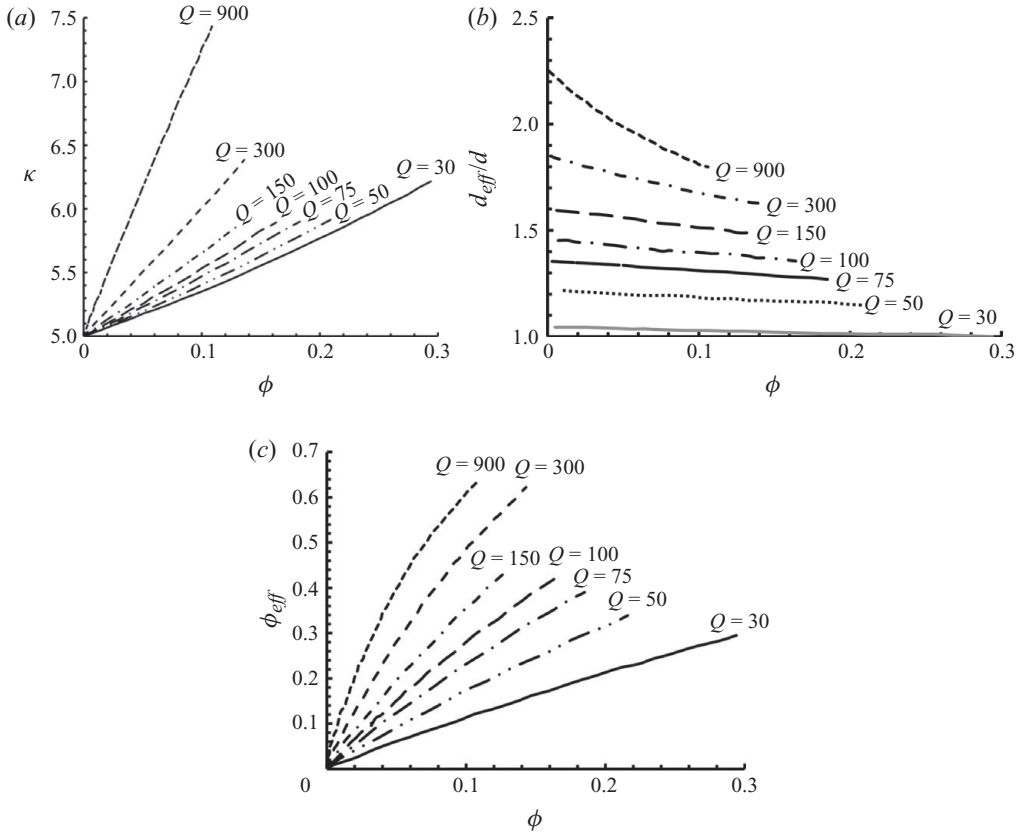 (a)
7.5
7.0
6.5
6.0
5.5
5.0
κ
0
0.1
0.2
0.3
ϕ
Q = 900
Q = 300
Q = 150
Q = 100
Q = 75
Q = 50
Q = 30
(b)
2.5
2.0
1.5
1.0
d_eff/d
0
0.1
0.2
0.3
ϕ
Q = 900
Q = 300
Q = 150
Q = 100
Q = 75
Q = 50
Q = 30
(c)
0.7
0.6
0.5
0.4
0.3
0.2
0.1
ϕ_eff
0
0.1
0.2
0.3
ϕ
Q = 900
Q = 300
Q = 150
Q = 100
Q = 75
Q = 50
Q = 30